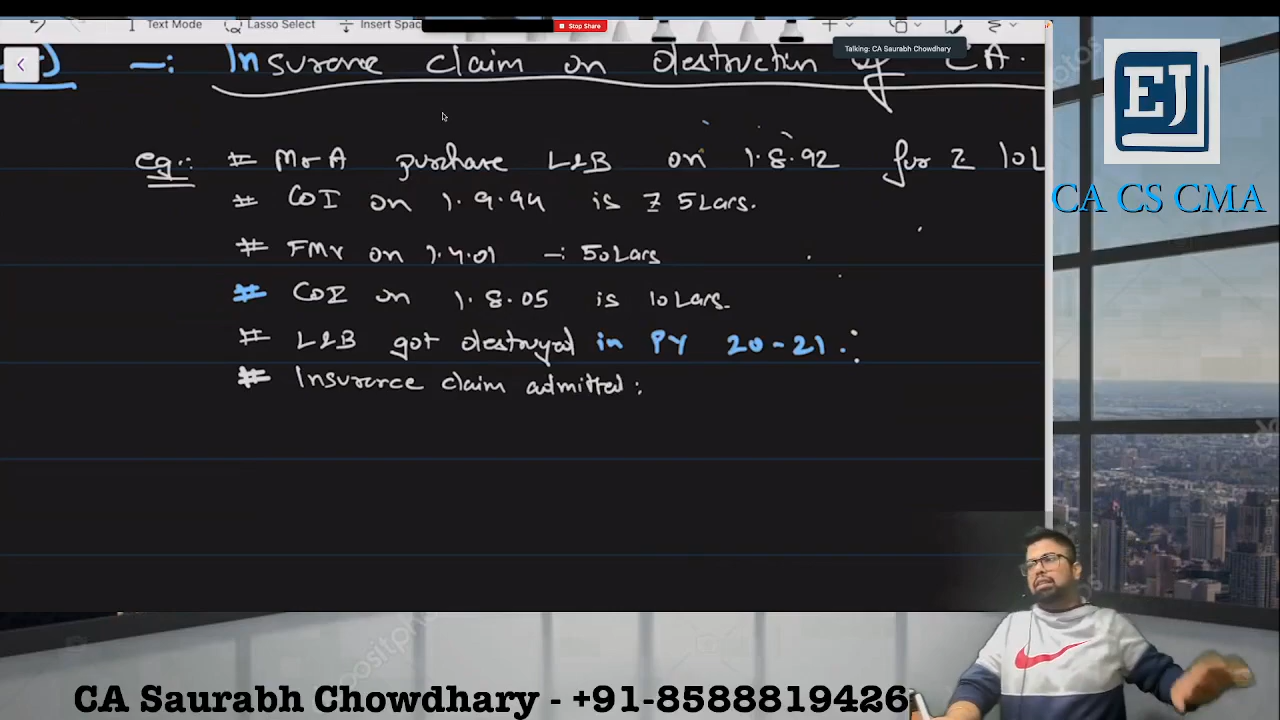 Text Mode Lasso Select Insert Spac
Stop Share
Talking: CA Saurabh Chowdhary
—: Insurance claim on destruction of CA.
eg:- # Mr A purchase L&B on 1.8.92 for ₹ 10L
# COI on 1.9.94 is ₹ 5Lacs.
# FMV on 1.4.01 —: 50Lacs
# COI on 1.8.05 is 10Lacs.
# L&B got destroyed in PY 20-21 .
# Insurance claim admitted:
EJ
CA CS CMA
CA Saurabh Chowdhary - +91-8588819426